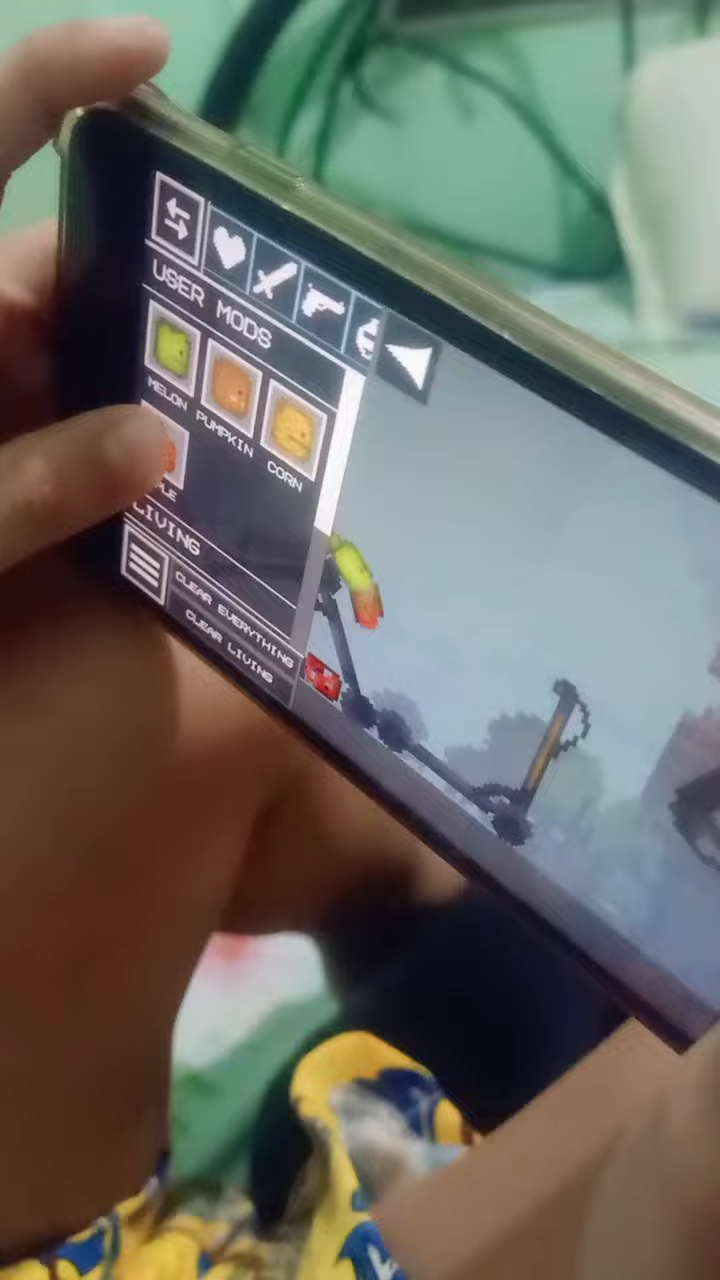 USER MODS
MELON
PUMPKIN
CORN
LIVING
CLEAR EVERYTHING
CLEAR LIVING